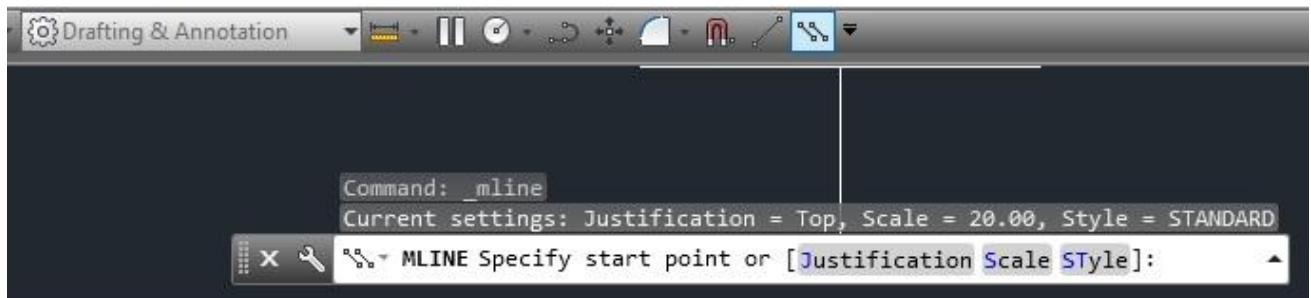 Drafting & Annotation
Command: _mline
Current settings: Justification = Top, Scale = 20.00, Style = STANDARD
MLINE Specify start point or [Justification Scale STyle]: